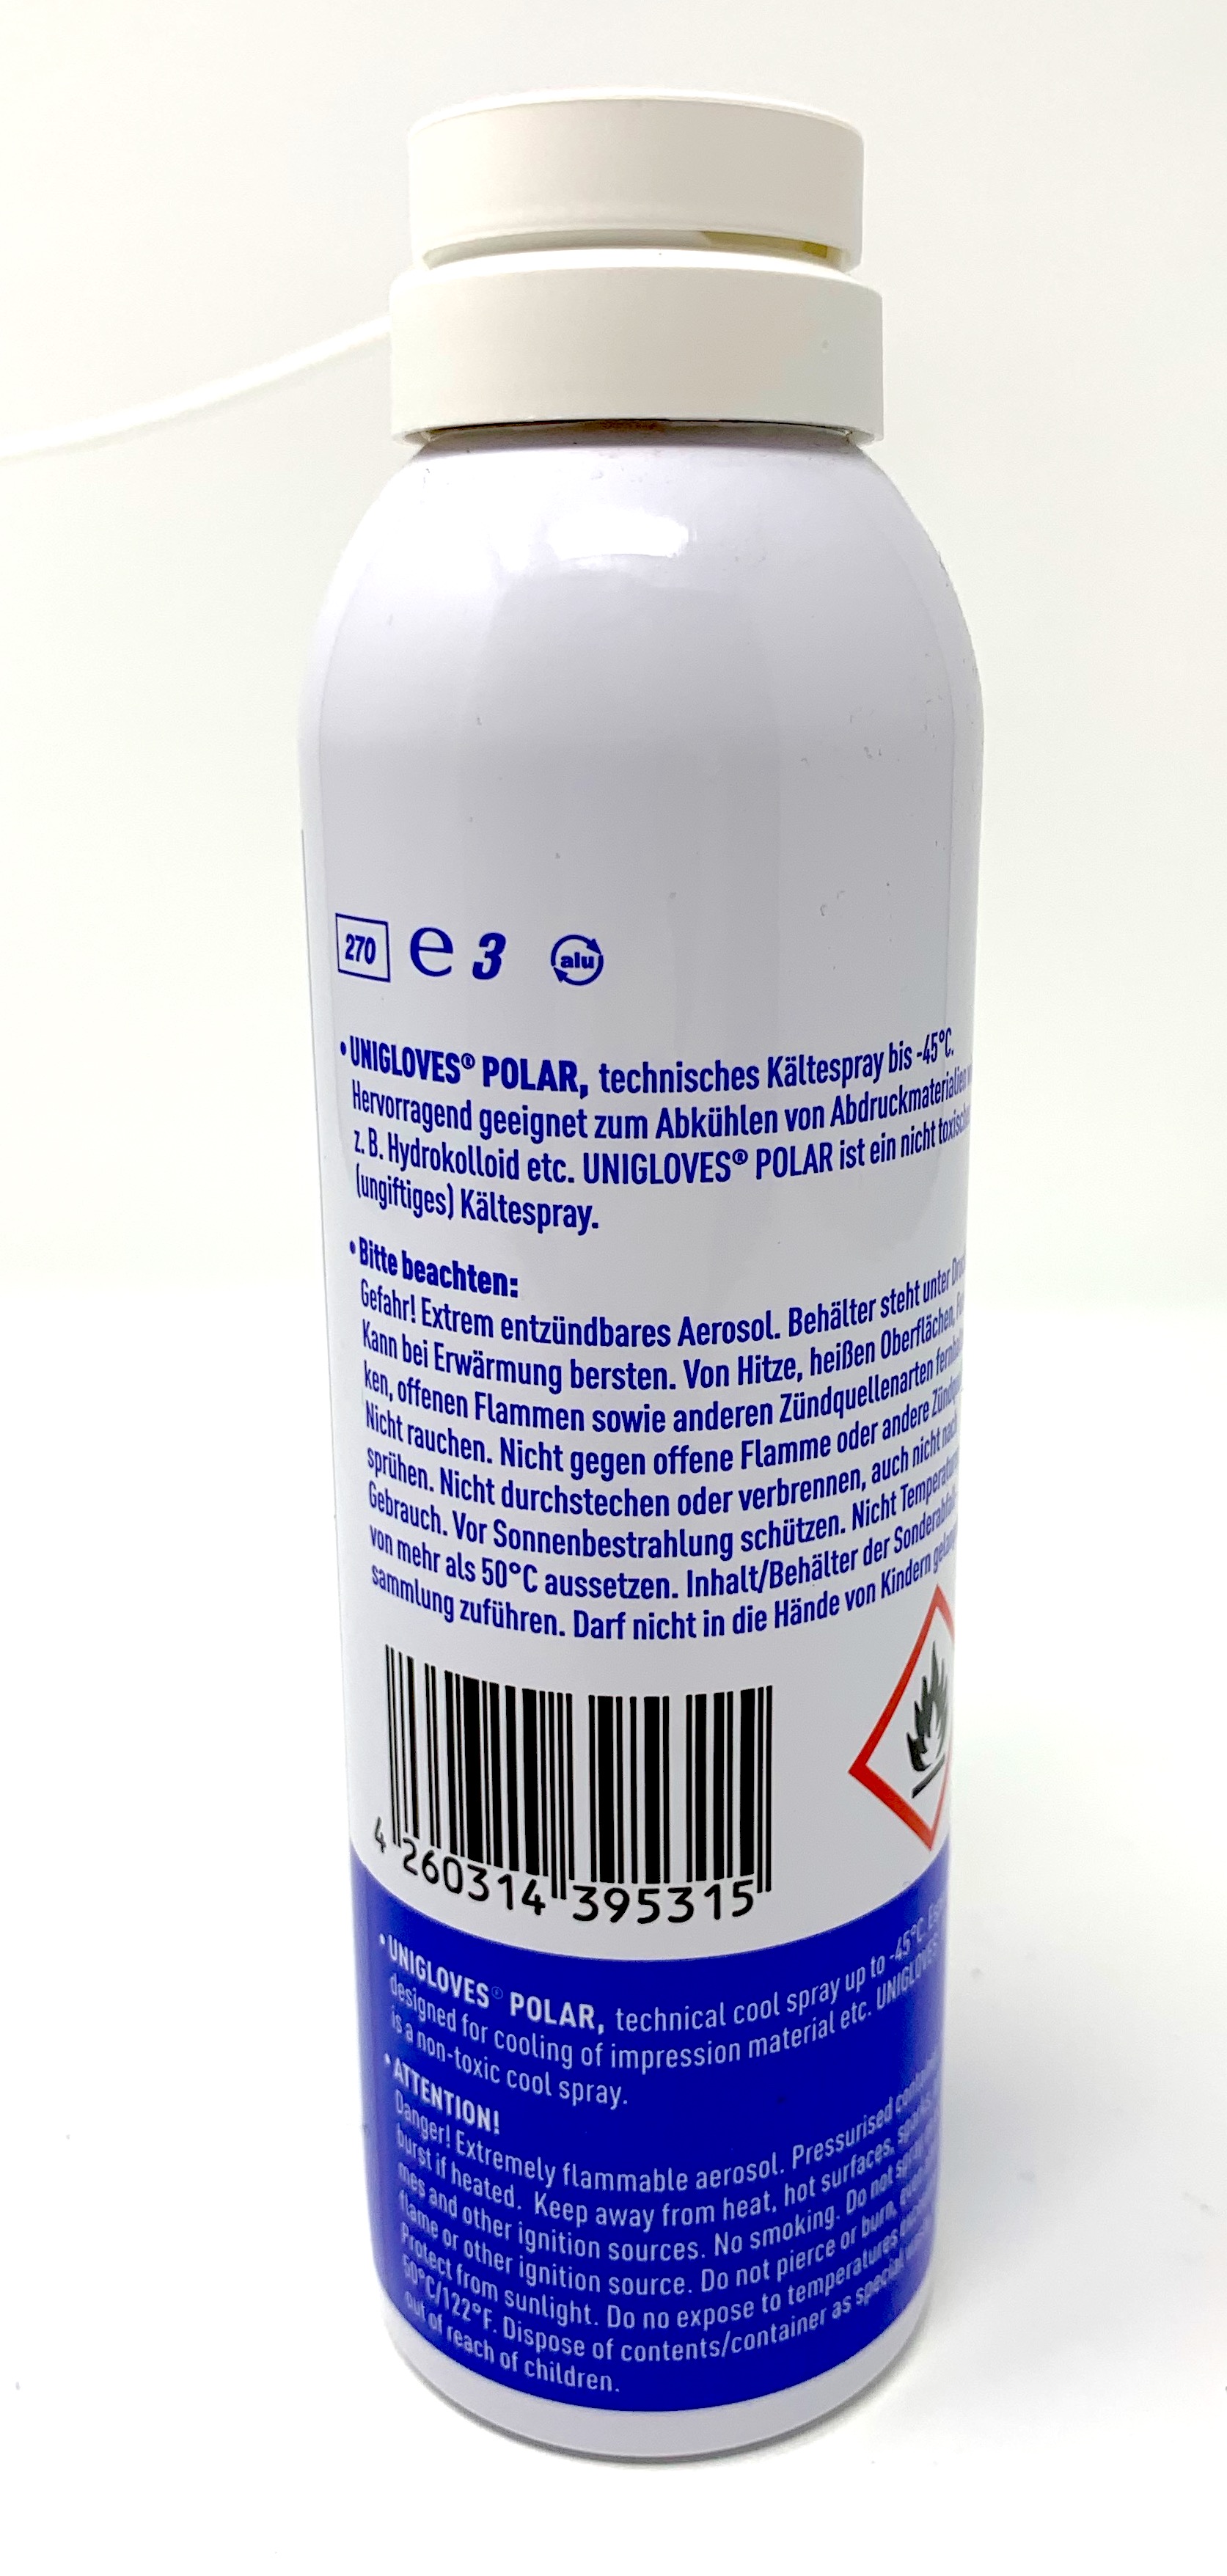 270 e 3 alu
• UNIGLOVES® POLAR, technisches Kältespray bis -45°C.
Hervorragend geeignet zum Abkühlen von Abdruckmaterialien
z. B. Hydrokolloid etc. UNIGLOVES® POLAR ist ein nicht
(ungiftiges) Kältespray.
• Bitte beachten:
Gefahr! Extrem entzündbares Aerosol. Behälter steht unter
Kann bei Erwärmung bersten. Von Hitze, heißen Oberflächen,
ken, offenen Flammen sowie anderen Zündquellenarten
Nicht rauchen. Nicht gegen offene Flamme oder andere
sprühen. Nicht durchstechen oder verbrennen, auch nicht nach
Gebrauch. Vor Sonnenbestrahlung schützen. Nicht
von mehr als 50°C aussetzen. Inhalt/Behälter der
sammlung zuführen. Darf nicht in die Hände von Kindern
4 260314 395315
• UNIGLOVES® POLAR, technical cool spray up to -45°C.
designed for cooling of impression material etc. UNIGLOVES
is a non-toxic cool spray.
• ATTENTION!
Danger! Extremely flammable aerosol. Pressurised
burst if heated. Keep away from heat, hot surfaces,
mes and other ignition sources. No smoking. Do not spray
flame or other ignition source. Do not pierce or burn,
Protect from sunlight. Do no expose to temperatures
50°C/122°F. Dispose of contents/container as special
out of reach of children.